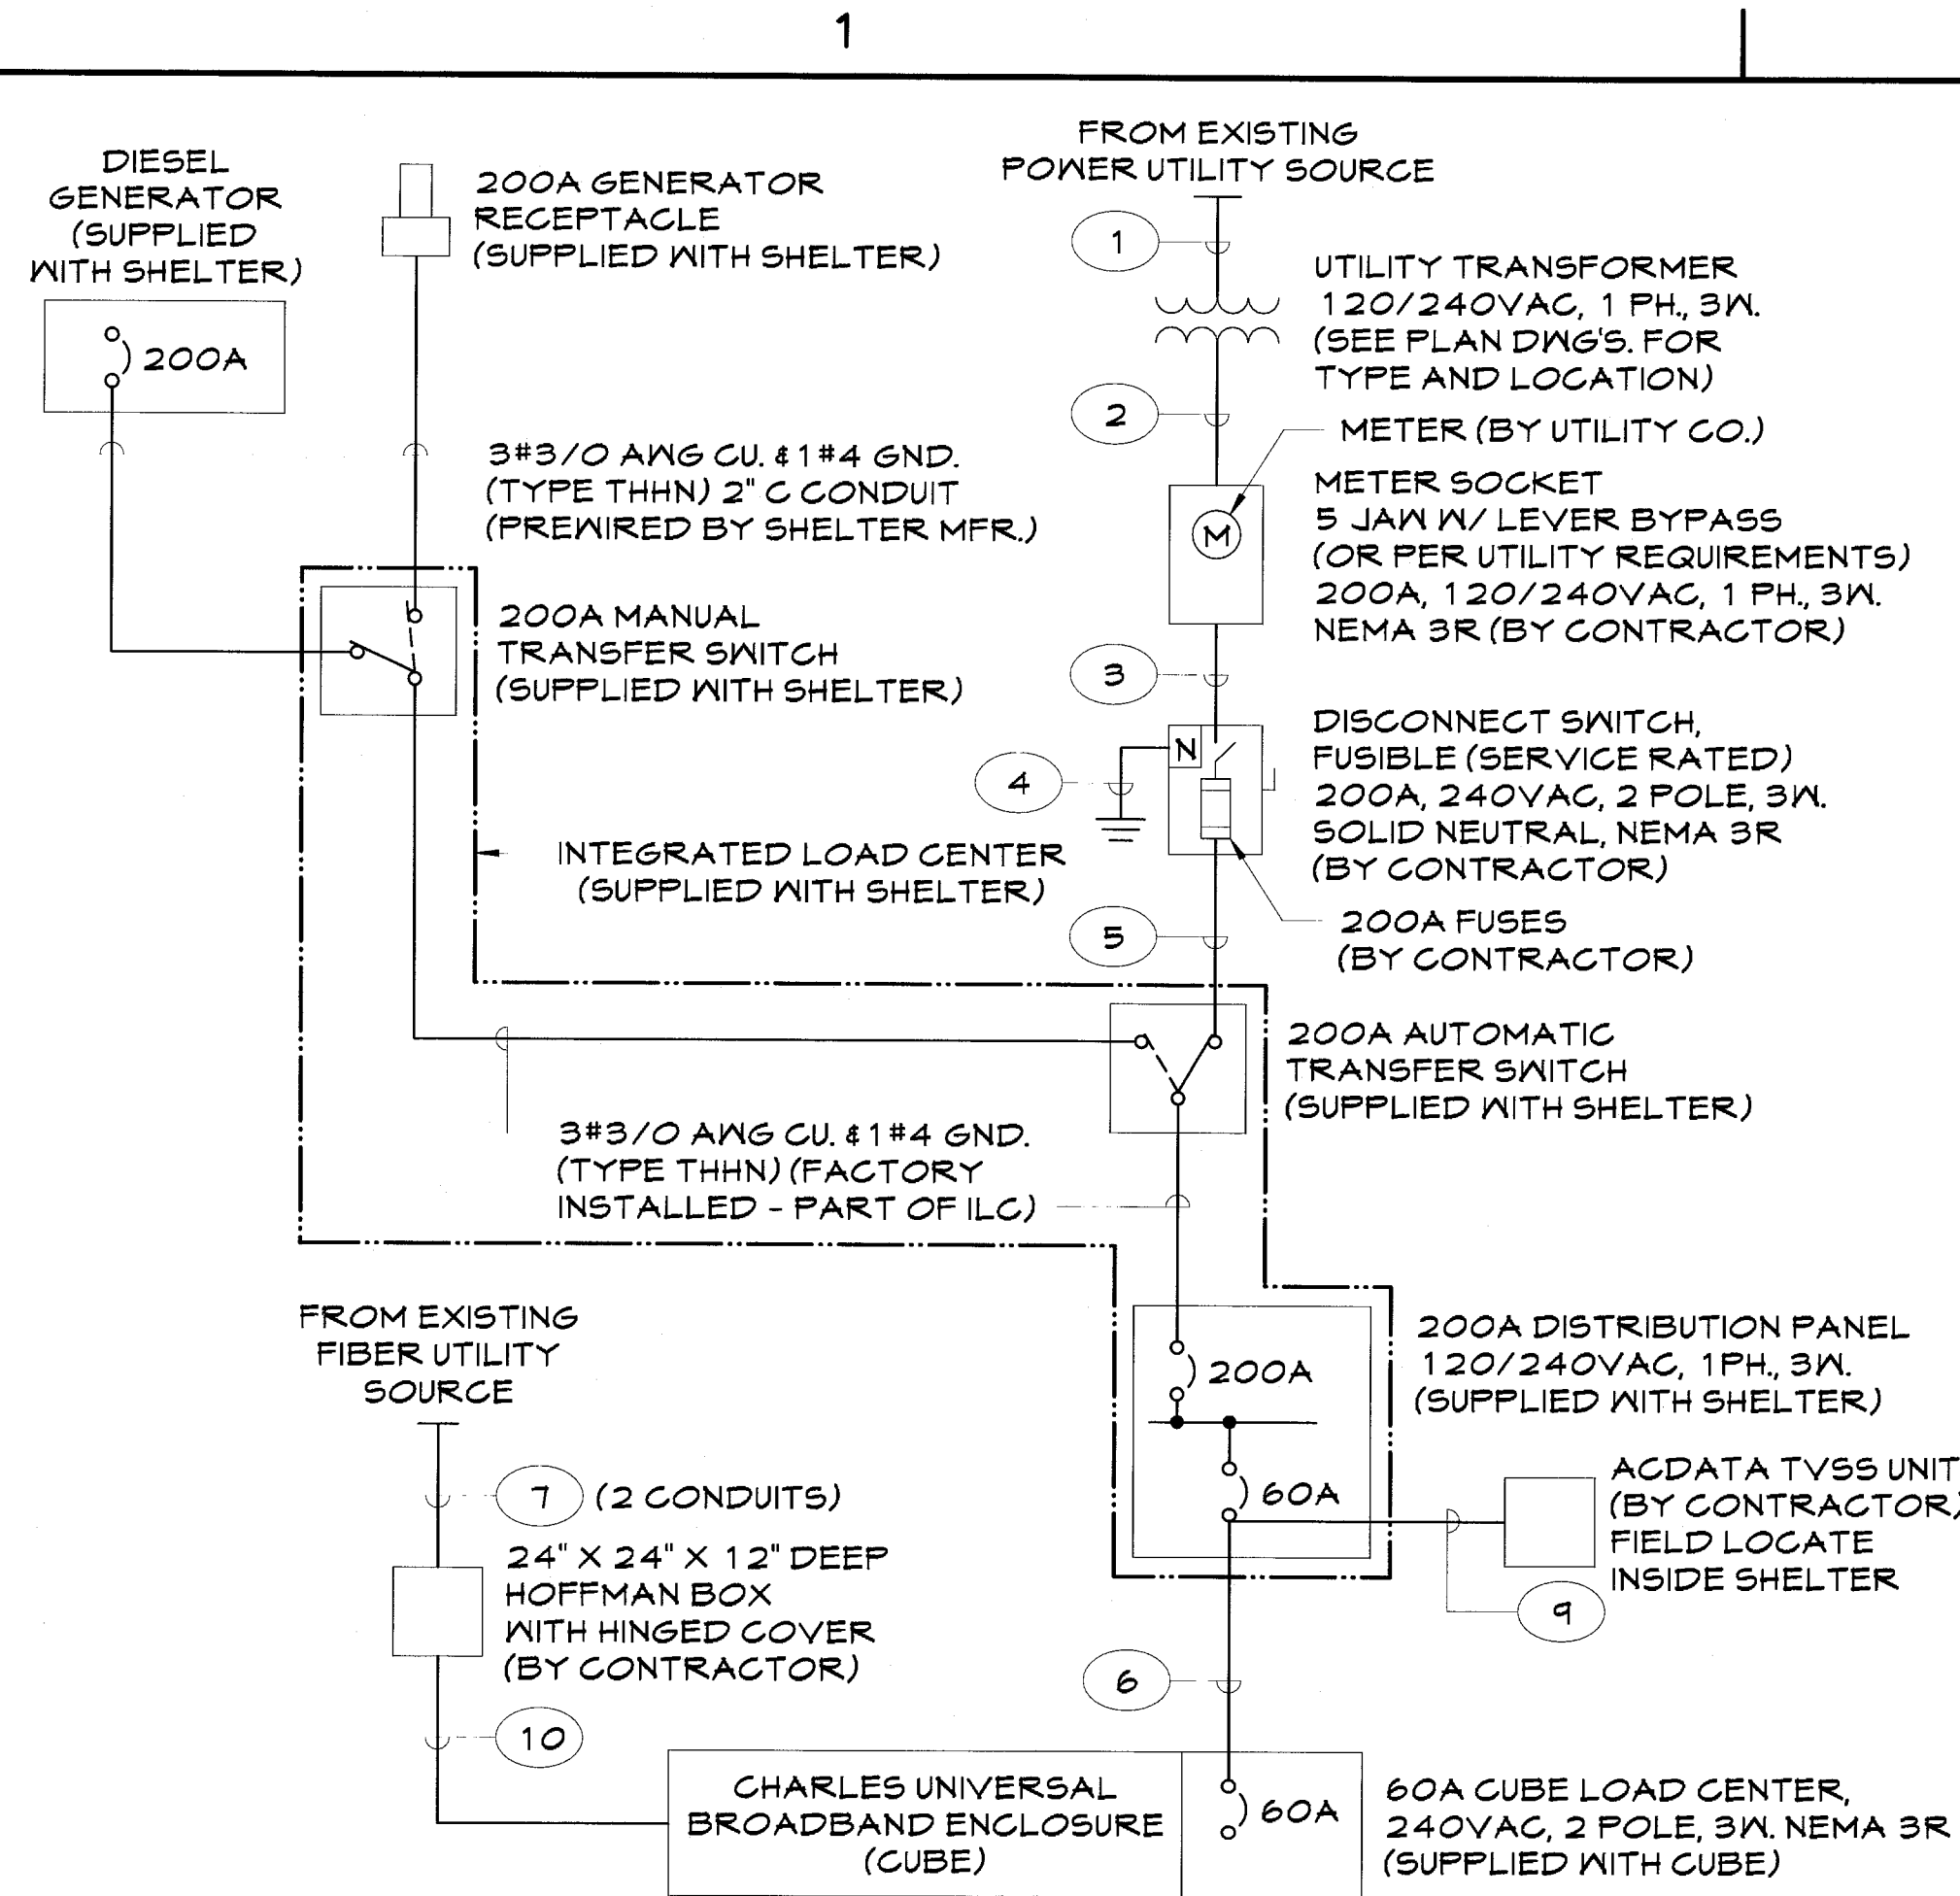 1
DIESEL
GENERATOR
(SUPPLIED
WITH SHELTER)
200A
200A GENERATOR
RECEPTACLE
(SUPPLIED WITH SHELTER)
FROM EXISTING
POWER UTILITY SOURCE
1
UTILITY TRANSFORMER
120/240VAC, 1 PH., 3W.
(SEE PLAN DWG'S. FOR
TYPE AND LOCATION)
2
METER (BY UTILITY CO.)
3#3/0 AWG CU. & 1#4 GND.
(TYPE THHN) 2" C CONDUIT
(PREWIRED BY SHELTER MFR.)
M
METER SOCKET
5 JAW W/ LEVER BYPASS
(OR PER UTILITY REQUIREMENTS)
200A, 120/240VAC, 1 PH., 3W.
NEMA 3R (BY CONTRACTOR)
200A MANUAL
TRANSFER SWITCH
(SUPPLIED WITH SHELTER)
3
N
4
DISCONNECT SWITCH,
FUSIBLE (SERVICE RATED)
200A, 240VAC, 2 POLE, 3W.
SOLID NEUTRAL, NEMA 3R
(BY CONTRACTOR)
INTEGRATED LOAD CENTER
(SUPPLIED WITH SHELTER)
200A FUSES
(BY CONTRACTOR)
5
200A AUTOMATIC
TRANSFER SWITCH
(SUPPLIED WITH SHELTER)
3#3/0 AWG CU. & 1#4 GND.
(TYPE THHN) (FACTORY
INSTALLED - PART OF ILC)
FROM EXISTING
FIBER UTILITY
SOURCE
200A
200A DISTRIBUTION PANEL
120/240VAC, 1PH., 3W.
(SUPPLIED WITH SHELTER)
60A
7 (2 CONDUITS)
ACDATA TVSS UNIT
(BY CONTRACTOR)
FIELD LOCATE
INSIDE SHELTER
9
24" X 24" X 12" DEEP
HOFFMAN BOX
WITH HINGED COVER
(BY CONTRACTOR)
6
10
CHARLES UNIVERSAL
BROADBAND ENCLOSURE
(CUBE)
60A
60A CUBE LOAD CENTER,
240VAC, 2 POLE, 3W. NEMA 3R
(SUPPLIED WITH CUBE)